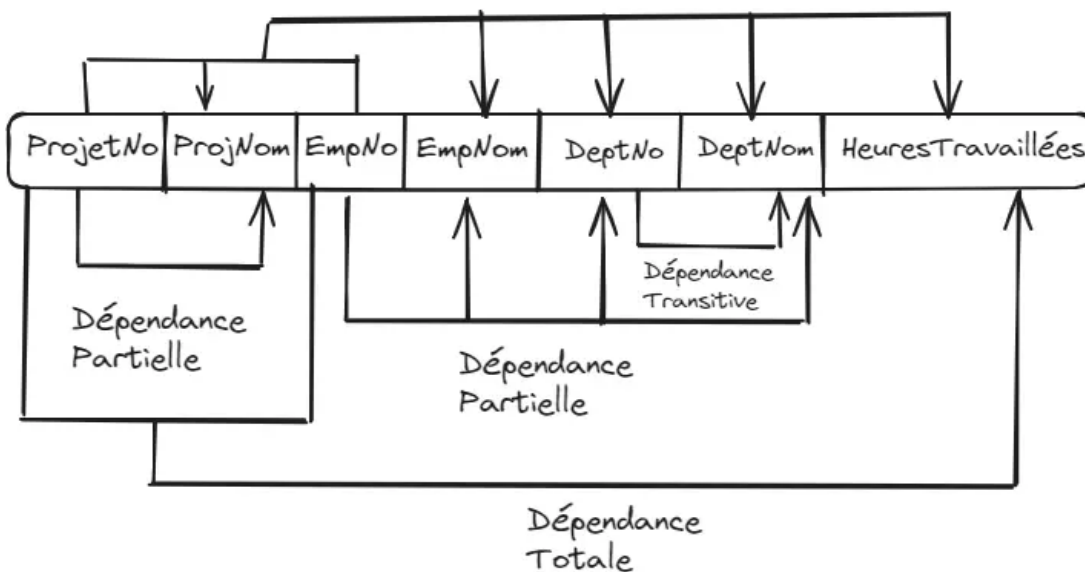 ProjetNo ProjNom EmpNo EmpNom DeptNo DeptNom HeuresTravaillées
Dépendance
Transitive
Dépendance
Partielle
Dépendance
Partielle
Dépendance
Totale